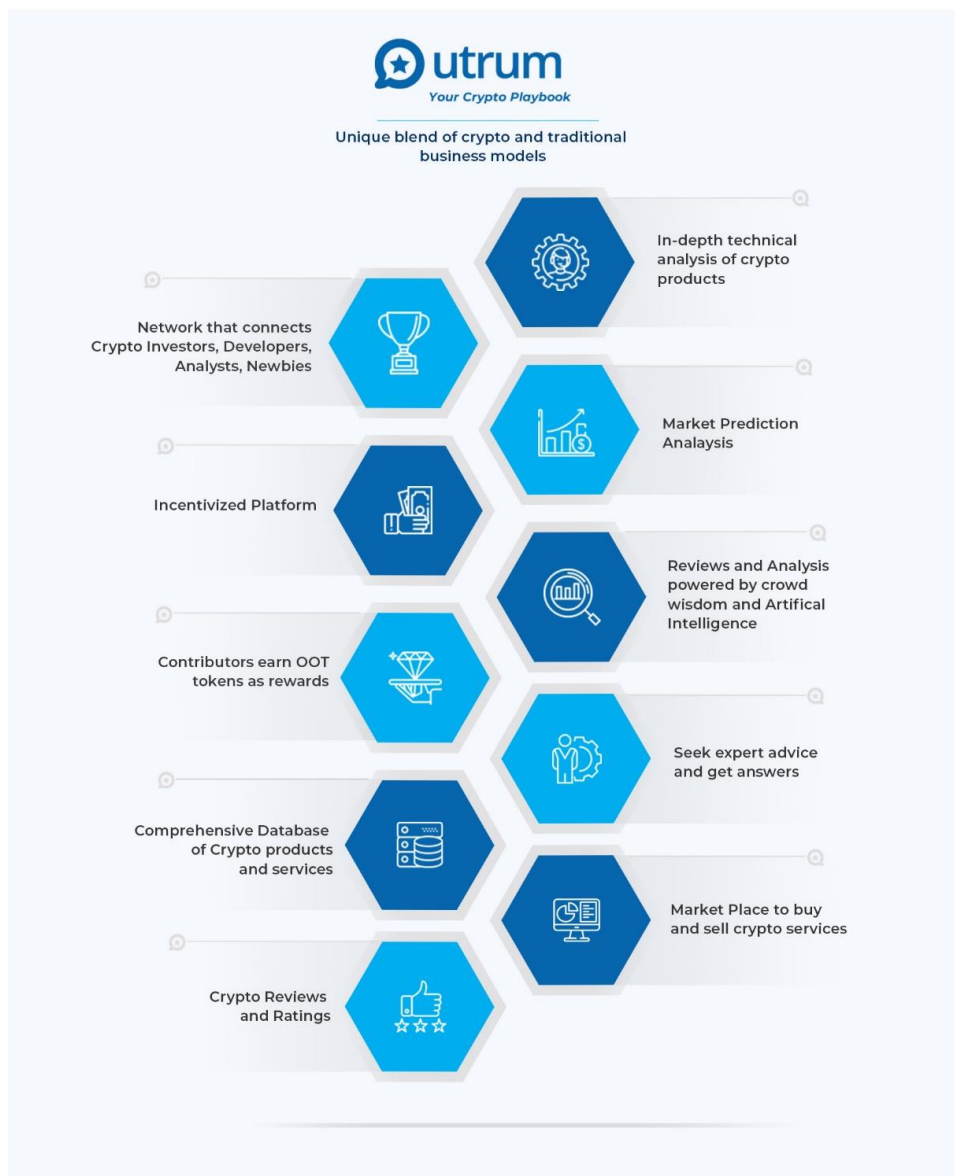 utrum
Your Crypto Playbook
Unique blend of crypto and traditional
business models
In-depth technical
analysis of crypto
products
Network that connects
Crypto Investors, Developers,
Analysts, Newbies
Market Prediction
Analaysis
Incentivized Platform
Reviews and Analysis
powered by crowd
wisdom and Artifical
Intelligence
Contributors earn OOT
tokens as rewards
Seek expert advice
and get answers
Comprehensive Database
of Crypto products
and services
Market Place to buy
and sell crypto services
Crypto Reviews
and Ratings